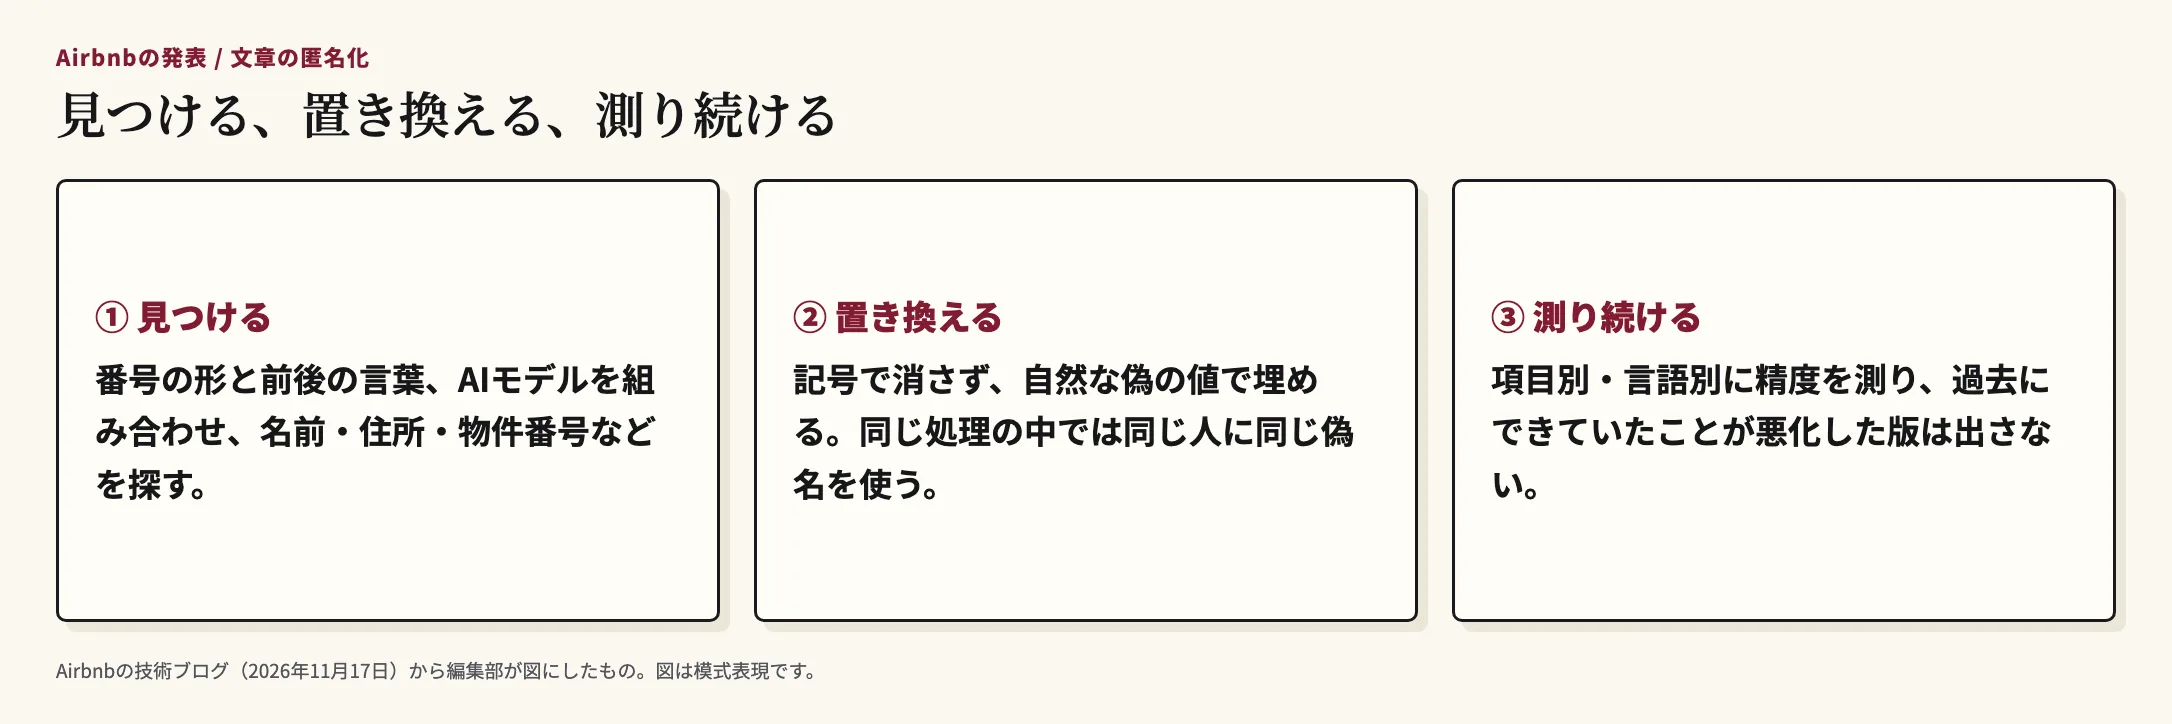 Airbnbの発表 / 文章の匿名化
見つける、置き換える、測り続ける
① 見つける
番号の形と前後の言葉、AIモデルを組
み合わせ、名前・住所・物件番号など
を探す。
② 置き換える
記号で消さず、自然な偽の値で埋め
る。同じ処理の中では同じ人に同じ偽
名を使う。
③ 測り続ける
項目別・言語別に精度を測り、過去に
できていたことが悪化した版は出さな
い。
Airbnbの技術ブログ（2026年11月17日）から編集部が図にしたもの。図は模式表現です。